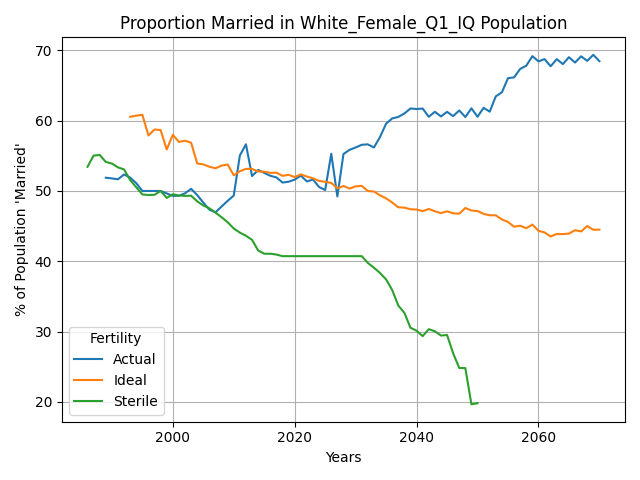 Proportion Married in White_Female_Q1_IQ Population
% of Population 'Married'
70
60
50
40
30
20
Fertility
Actual
Ideal
Sterile
2000
2020
2040
2060
Years